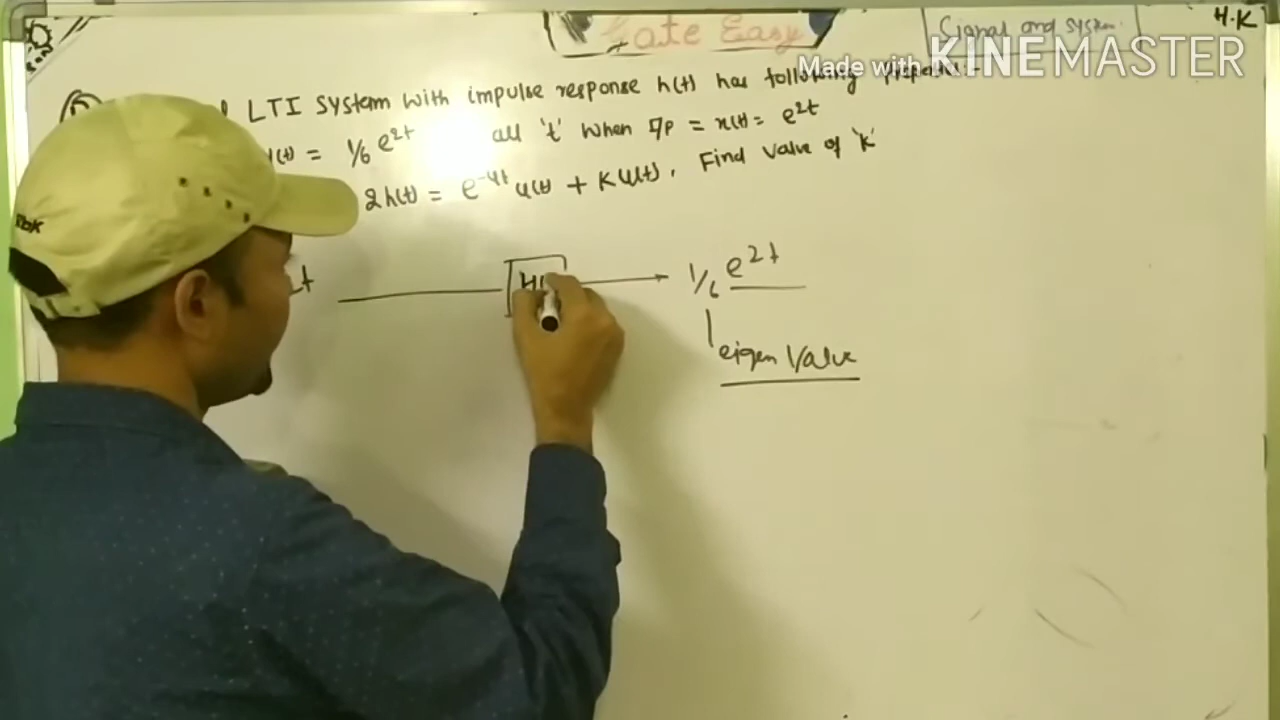 Gate Easy
Signal and system
H.K
Made with KINEMASTER
LTI System with impulse response h(t) has following
(t) = 1/6 e^2t all 't' when I/P = x(t) = e^2t
2h(t) = e^-4t u(t) + K u(t), Find value of 'K'
t
H(
1/6 e^2t
eigen Value